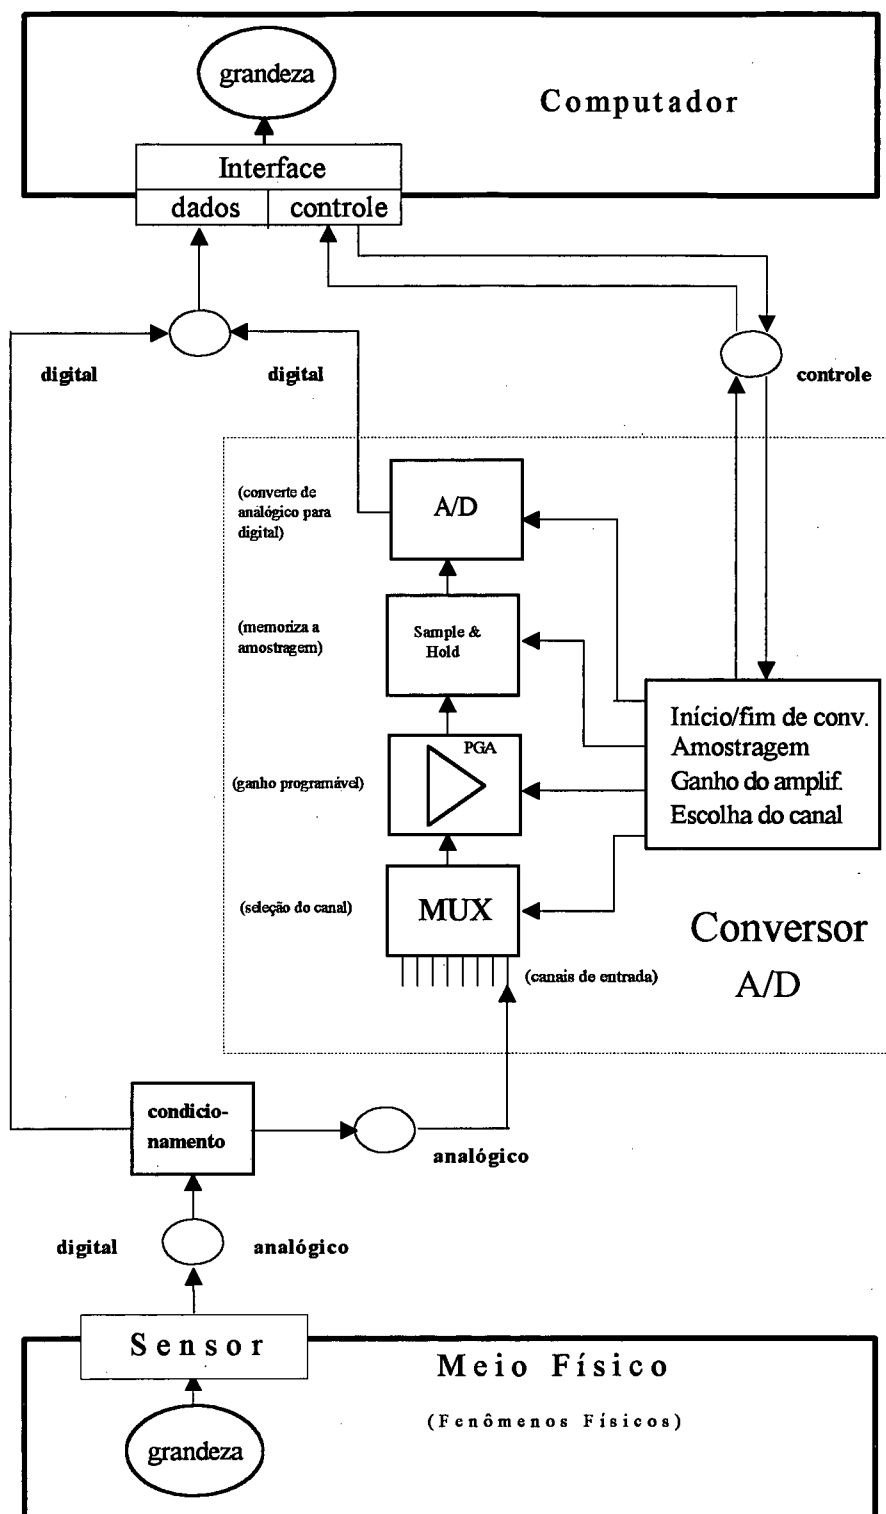 grandeza
Computador
Interface
dados
controle
digital
digital
controle
(converte de
analógico para
digital)
A/D
(memoriza a
amostragem)
Sample &
Hold
Início/fim de conv.
Amostragem
Ganho do amplif.
Escolha do canal
(ganho programável)
PGA
(seleção do canal)
MUX
Conversor
A/D
(canais de entrada)
condicio-
namento
analógico
digital
analógico
Sensor
Meio Físico
(Fenômenos Físicos)
grandeza